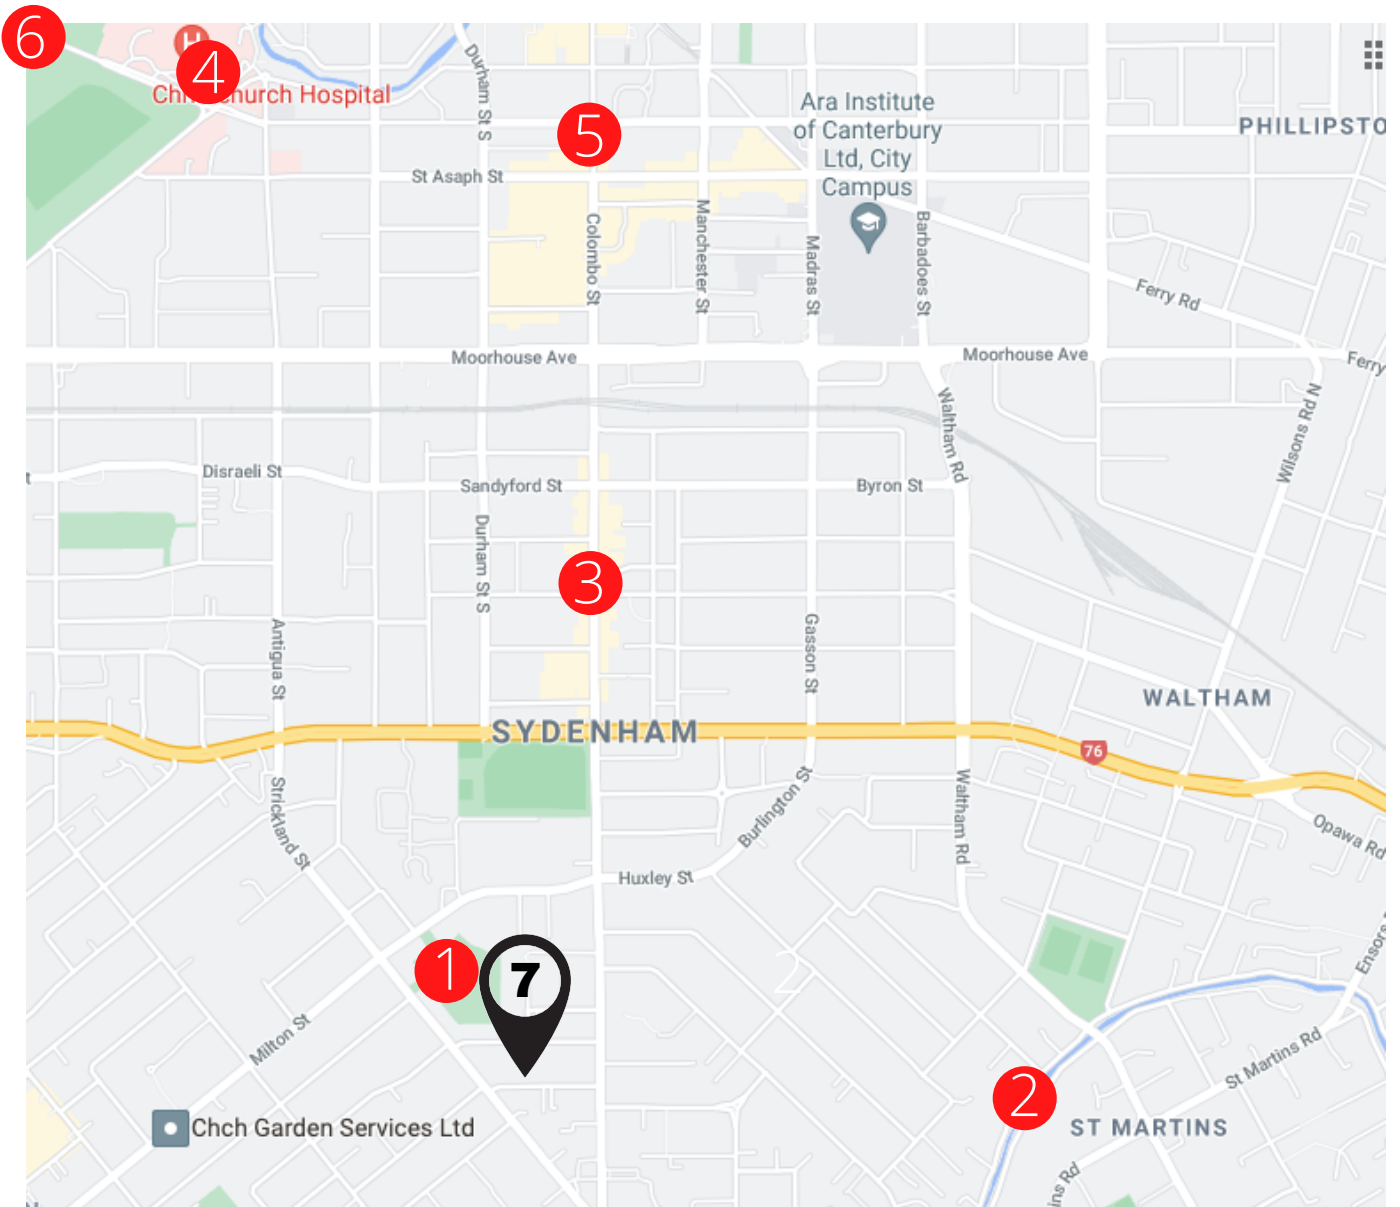 6
H
4
Christchurch Hospital
Durham St S
5
Ara Institute
of Canterbury
Ltd, City
Campus
PHILLIPSTO
St Asaph St
Colombo St
Manchester St
Madras St
Barbadoes St
Ferry Rd
Moorhouse Ave
Moorhouse Ave
Ferry
Waltham Rd
Wilsons Rd N
t
Disraeli St
Sandyford St
Byron St
Durham St S
3
Antigua St
Gasson St
WALTHAM
SYDENHAM
76
Strickland St
Burlington St
Waltham Rd
Opawa Rd
Huxley St
Ensors
1
7
2
Milton St
St Martins Rd
2
Chch Garden Services Ltd
ST MARTINS
ins Rd